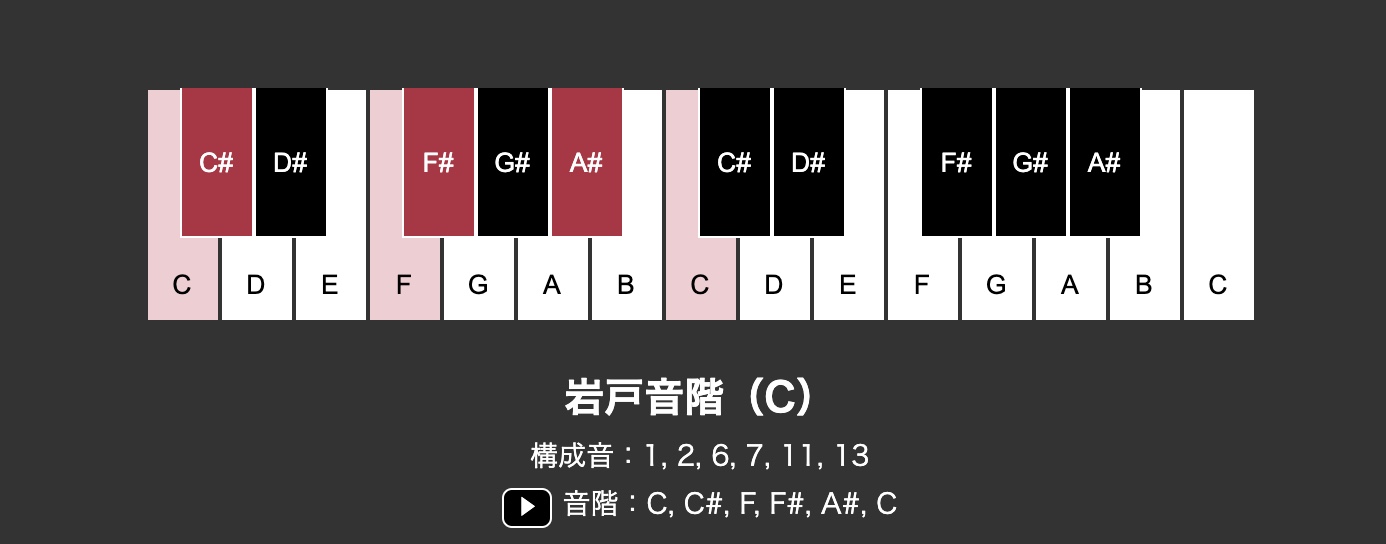 C# D# F# G# A# C# D# F# G# A#
C D E F G A B C D E F G A B C
岩戸音階（C）
構成音：1, 2, 6, 7, 11, 13
音階：C, C#, F, F#, A#, C